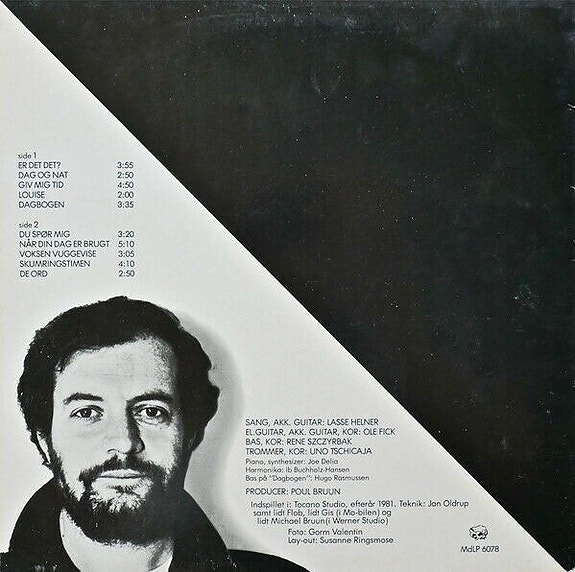 side 1
ER DET DET? 3:55
DAG OG NAT 2:50
GIV MIG TID 4:50
LOUISE 2:00
DAGBOGEN 3:35
side 2
DU SPØR MIG 3:20
NÅR DIN DAG ER BRUGT 5:10
VOKSEN VUGGEVISE 3:05
SKUMRINGSTIMEN 4:10
DE ORD 2:50
SANG, AKK. GUITAR: LASSE HELNER
EL.GUITAR, AKK. GUITAR, KOR: OLE FICK
BAS, KOR: RENE SZCZYRBAK
TROMMER, KOR: UNO TSCHICAJA
Piano, synthesizer: Joe Delia
Harmonika: Ib Buchholz-Hansen
Bas på "Dagbogen": Hugo Rasmussen
PRODUCER: POUL BRUUN
Indspillet i: Tocano Studio, efterår 1981. Teknik: Jan Oldrup
samt lidt Fleb, lidt Gis (i Mo-bilen) og
lidt Michael Bruun (i Werner Studio)
Foto: Gorm Valentin
Lay-out: Susanne Ringsmose
MdLP 6078